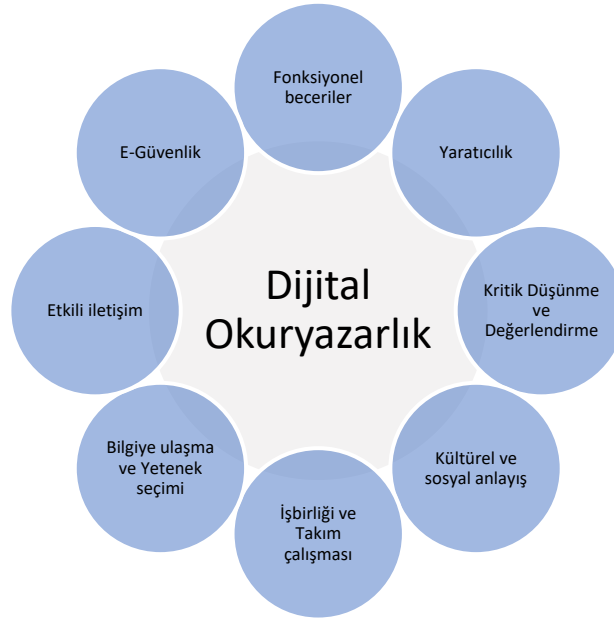 Fonksiyonel
beceriler
Yaratıcılık
Kritik Düşünme
ve
Değerlendirme
Kültürel ve
sosyal anlayış
İşbirliği ve
Takım
çalışması
Bilgiye ulaşma
ve Yetenek
seçimi
Etkili iletişim
E-Güvenlik
Dijital
Okuryazarlık